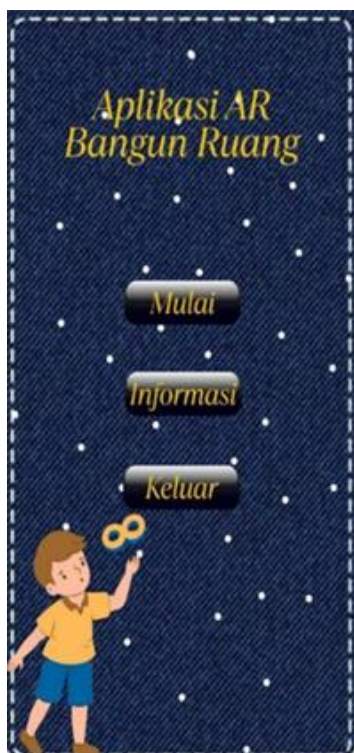 Aplikasi AR
Bangun Ruang
Mulai
Informasi
Keluar